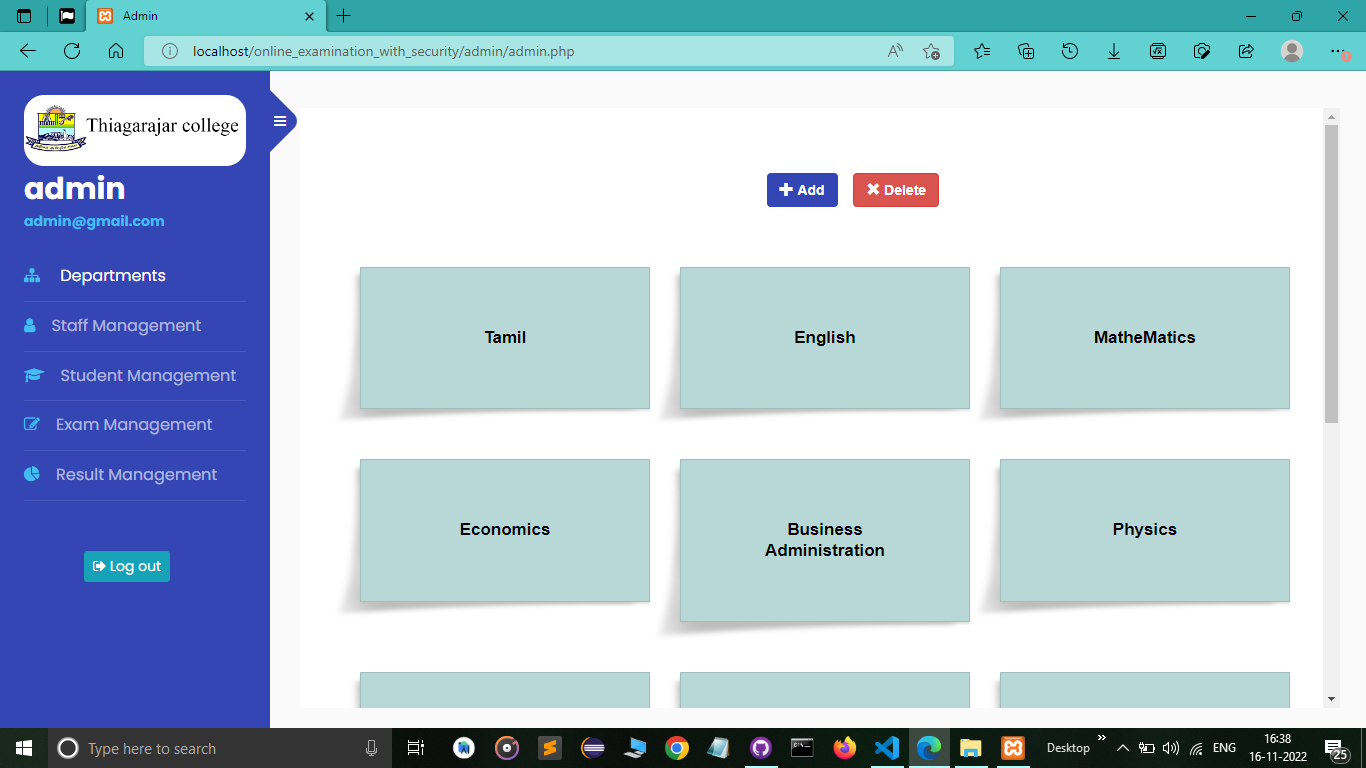 Admin
localhost/online_examination_with_security/admin/admin.php
Thiagarajar college
admin
admin@gmail.com
Departments
Staff Management
Student Management
Exam Management
Result Management
Log out
Add
Delete
Tamil
English
MatheMatics
Economics
Business
Administration
Physics
Type here to search
Desktop
ENG
16:38
16-11-2022
25